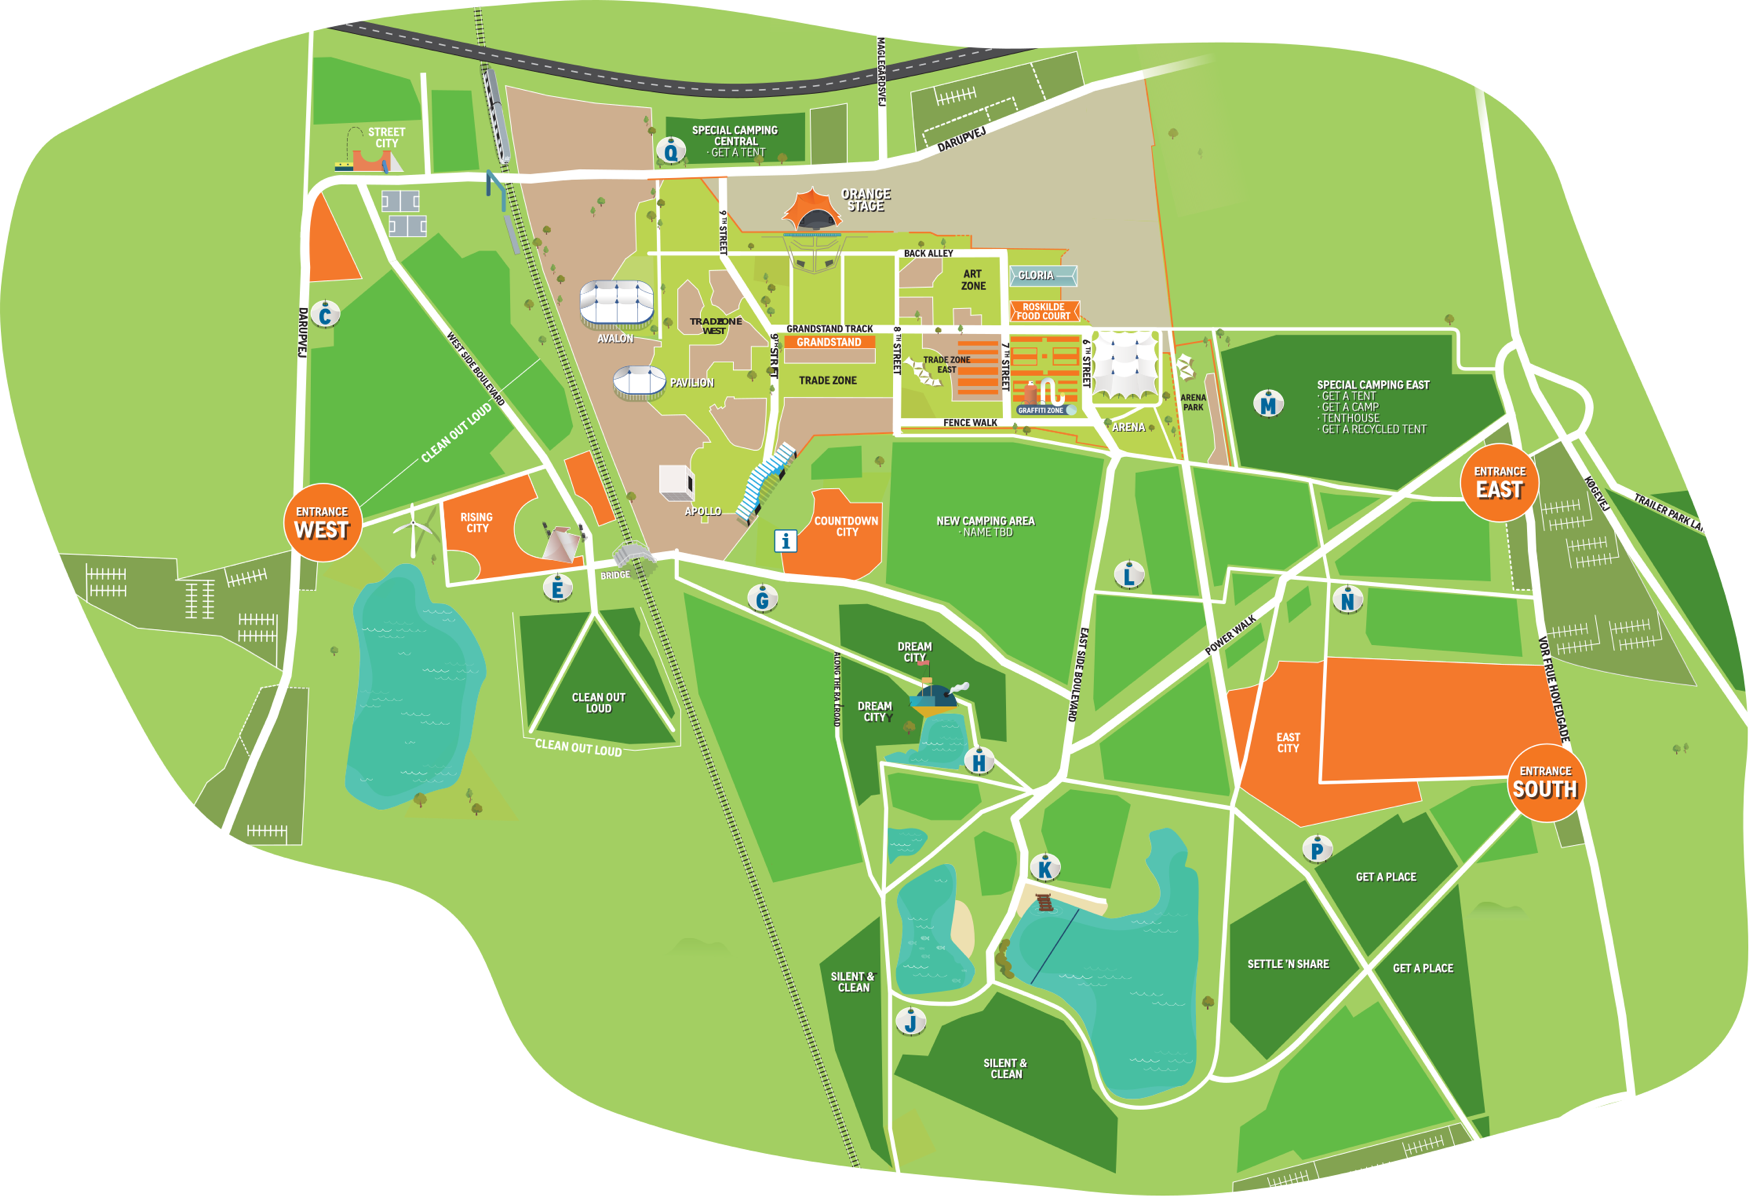 MAGLEGÅRDSVEJ
STREET
CITY
SPECIAL CAMPING
CENTRAL
· GET A TENT
Q
DARUPVEJ
ORANGE
STAGE
9TH STREET
BACK ALLEY
ART
ZONE
GLORIA
ROSKILDE
FOOD COURT
C
DARUPVEJ
AVALON
TRADE ZONE
WEST
GRANDSTAND TRACK
GRANDSTAND
9TH STREET
8TH STREET
TRADE ZONE
EAST
7TH STREET
6TH STREET
WEST SIDE BOULEVARD
PAVILION
TRADE ZONE
GRAFFITI ZONE
ARENA
PARK
M
SPECIAL CAMPING EAST
· GET A TENT
· GET A CAMP
· TENTHOUSE
· GET A RECYCLED TENT
FENCE WALK
ARENA
CLEAN OUT LOUD
ENTRANCE
EAST
KØGEVEJ
TRAILER PARK LA
ENTRANCE
WEST
RISING
CITY
APOLLO
COUNTDOWN
CITY
i
NEW CAMPING AREA
· NAME TBD
BRIDGE
E
G
L
N
POWER WALK
EAST SIDE BOULEVARD
VOR FRUE HOVEDGADE
ALONG THE RAILROAD
DREAM
CITY
DREAM
CITY
CLEAN OUT
LOUD
CLEAN OUT LOUD
H
EAST
CITY
ENTRANCE
SOUTH
K
P
GET A PLACE
SETTLE 'N SHARE
GET A PLACE
SILENT &
CLEAN
J
SILENT &
CLEAN